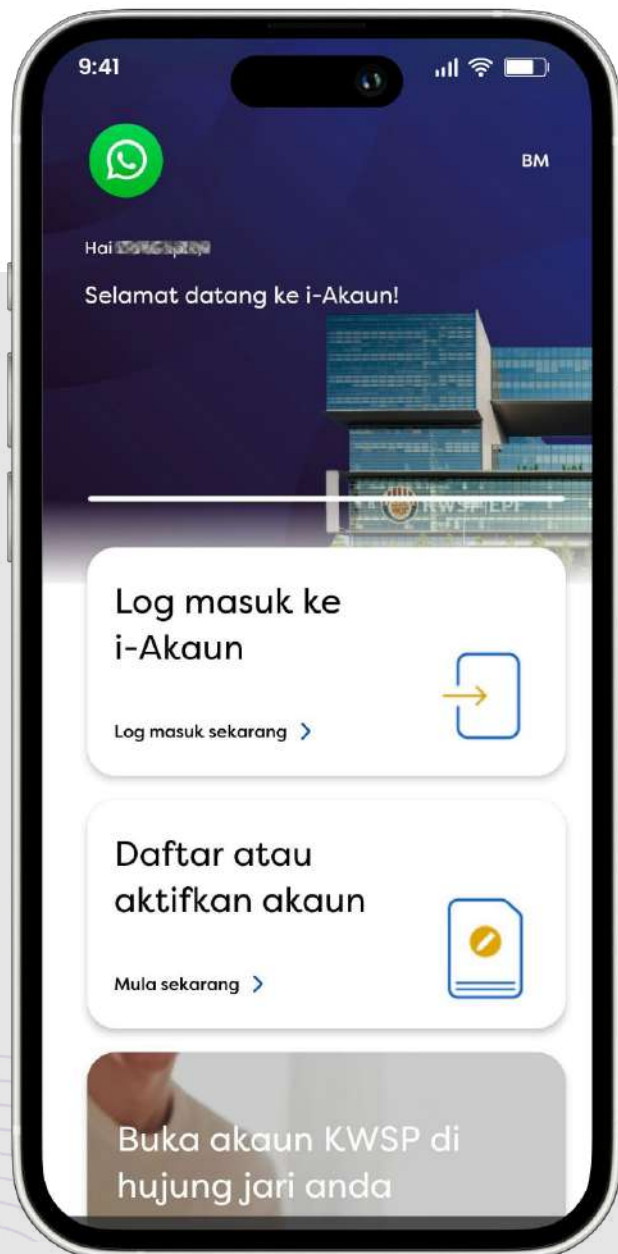 9:41
BM
Hai
Selamat datang ke i-Akaun!
KWSP EPF
Log masuk ke
i-Akaun
Log masuk sekarang
Daftar atau
aktifkan akaun
Mula sekarang
Buka akaun KWSP di
hujung jari anda